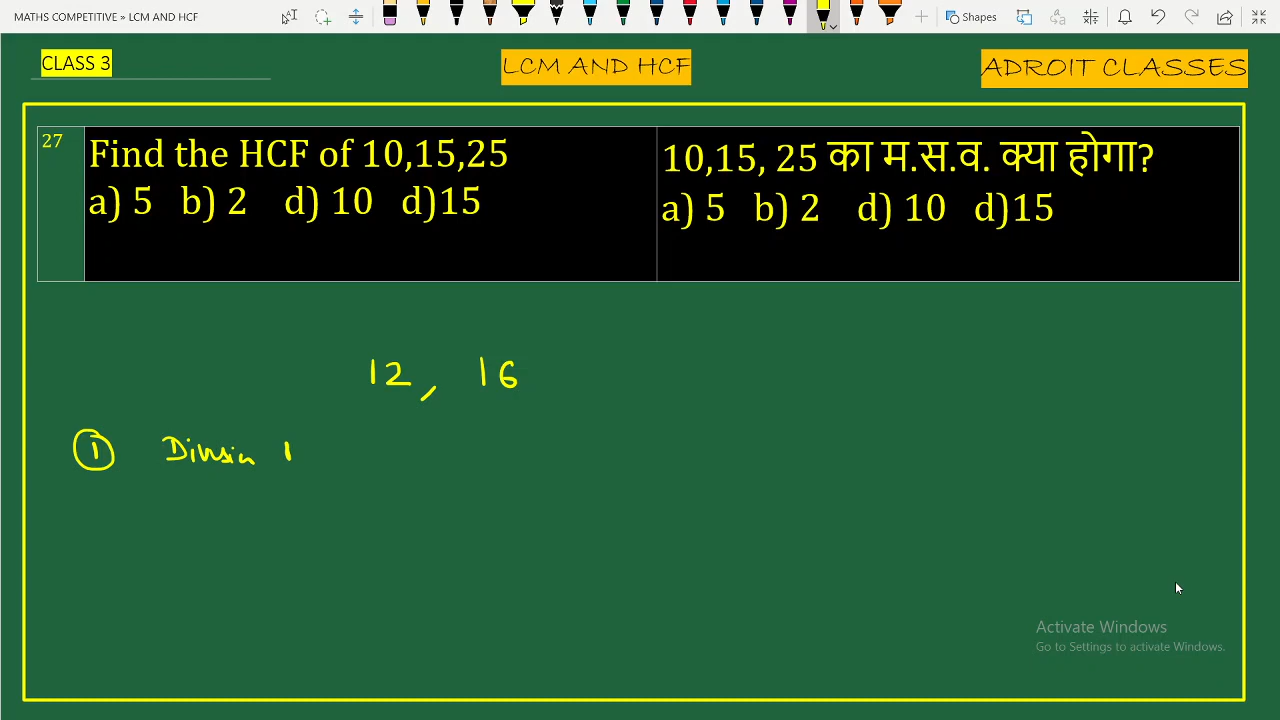 MATHS COMPETITIVE » LCM AND HCF
Shapes
CLASS 3
LCM AND HCF
ADROIT CLASSES
27
Find the HCF of 10,15,25
a) 5 b) 2 d) 10 d)15
10,15, 25 का म.स.व. क्या होगा?
a) 5 b) 2 d) 10 d)15
12, 16
1
Activate Windows
Go to Settings to activate Windows.